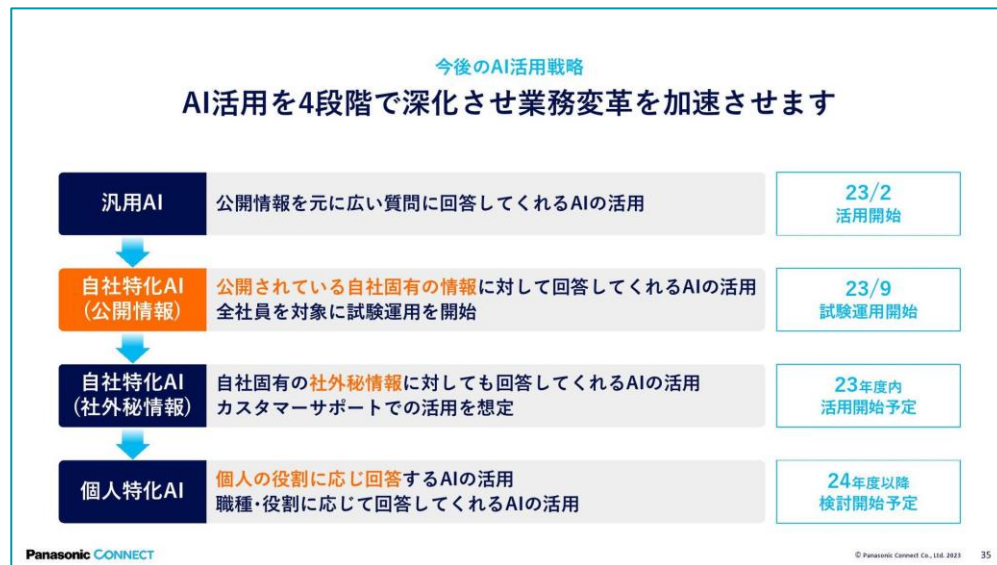 今後のAI活用戦略
AI活用を4段階で深化させ業務変革を加速させます
汎用AI
公開情報を元に広い質問に回答してくれるAIの活用
23/2
活用開始
自社特化AI
(公開情報)
公開されている自社固有の情報に対して回答してくれるAIの活用
全社員を対象に試験運用を開始
23/9
試験運用開始
自社特化AI
(社外秘情報)
自社固有の社外秘情報に対しても回答してくれるAIの活用
カスタマーサポートでの活用を想定
23年度内
活用開始予定
個人特化AI
個人の役割に応じ回答するAIの活用
職種・役割に応じて回答してくれるAIの活用
24年度以降
検討開始予定
Panasonic CONNECT
© Panasonic Connect Co., Ltd. 2023
35